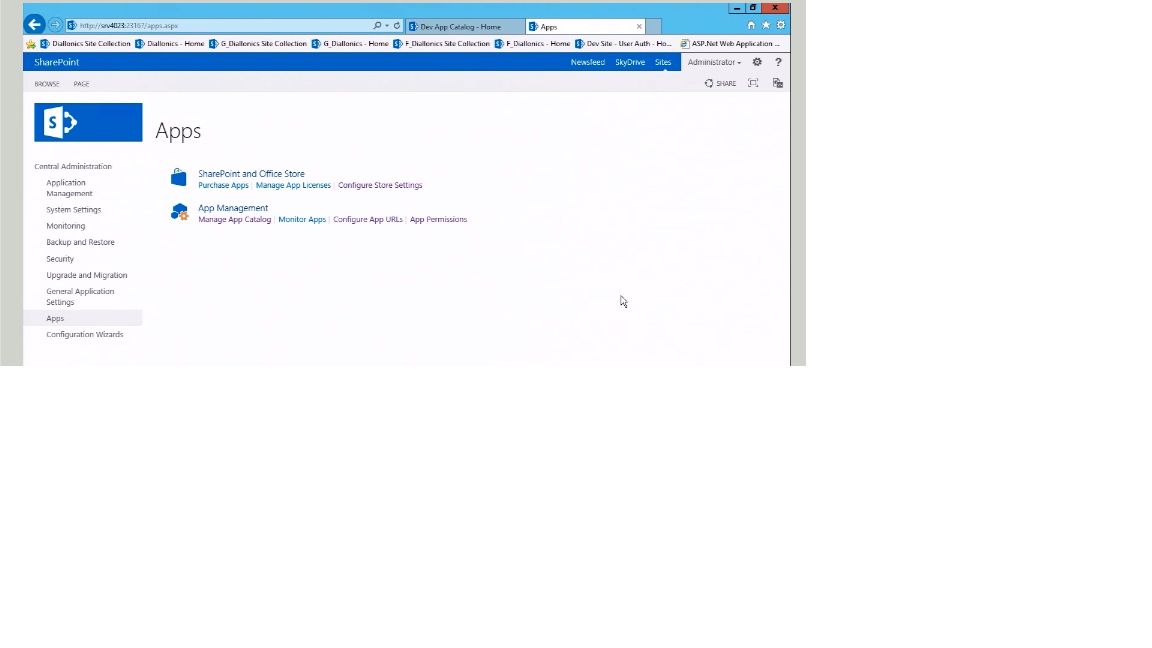 http://srv4023:23167/apps.aspx
Dev App Catalog - Home
Apps
Diallonics Site Collection
Diallonics - Home
G_Diallonics Site Collection
G_Diallonics - Home
F_Diallonics Site Collection
F_Diallonics - Home
Dev Site - User Auth - Ho...
ASP.Net Web Application ...
SharePoint
Newsfeed
SkyDrive
Sites
Administrator
?
BROWSE
PAGE
SHARE
S
Apps
Central Administration
Application
Management
System Settings
Monitoring
Backup and Restore
Security
Upgrade and Migration
General Application
Settings
Apps
Configuration Wizards
SharePoint and Office Store
Purchase Apps | Manage App Licenses | Configure Store Settings
App Management
Manage App Catalog | Monitor Apps | Configure App URLs | App Permissions